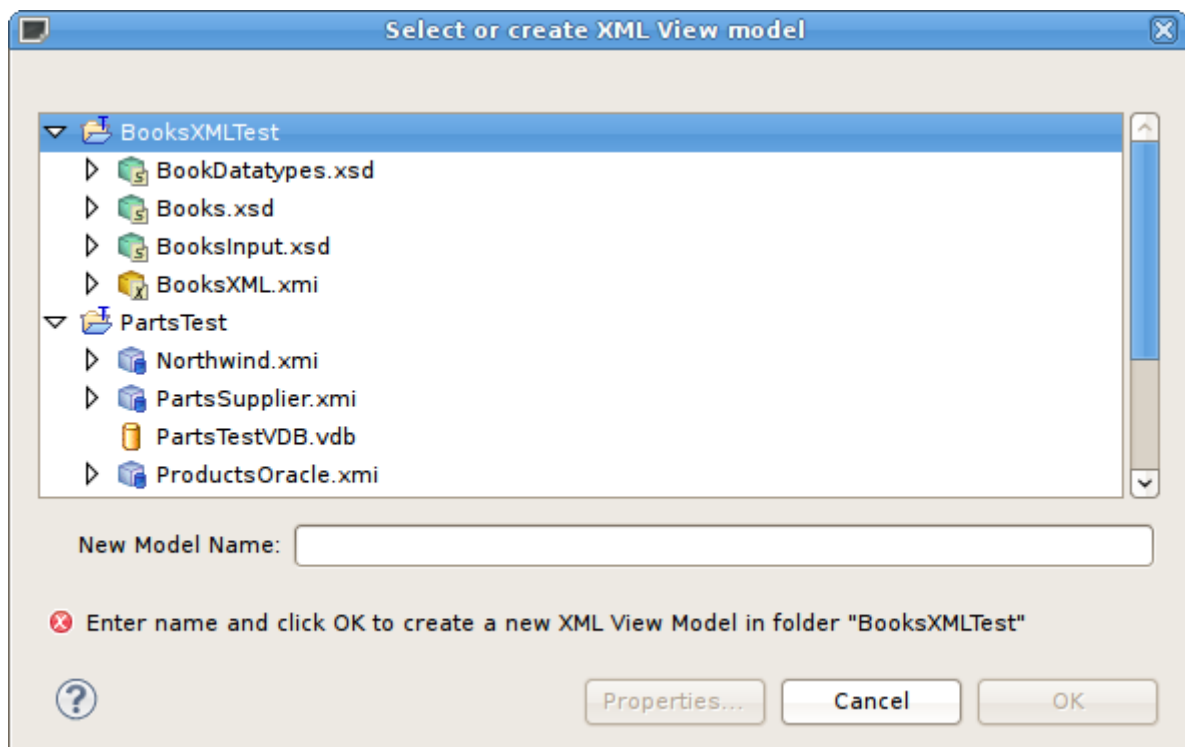 Select or create XML View model
BooksXMLTest
BookDatatypes.xsd
Books.xsd
BooksInput.xsd
BooksXML.xmi
PartsTest
Northwind.xmi
PartsSupplier.xmi
PartsTestVDB.vdb
ProductsOracle.xmi
New Model Name:
Enter name and click OK to create a new XML View Model in folder "BooksXMLTest"
Properties... Cancel OK